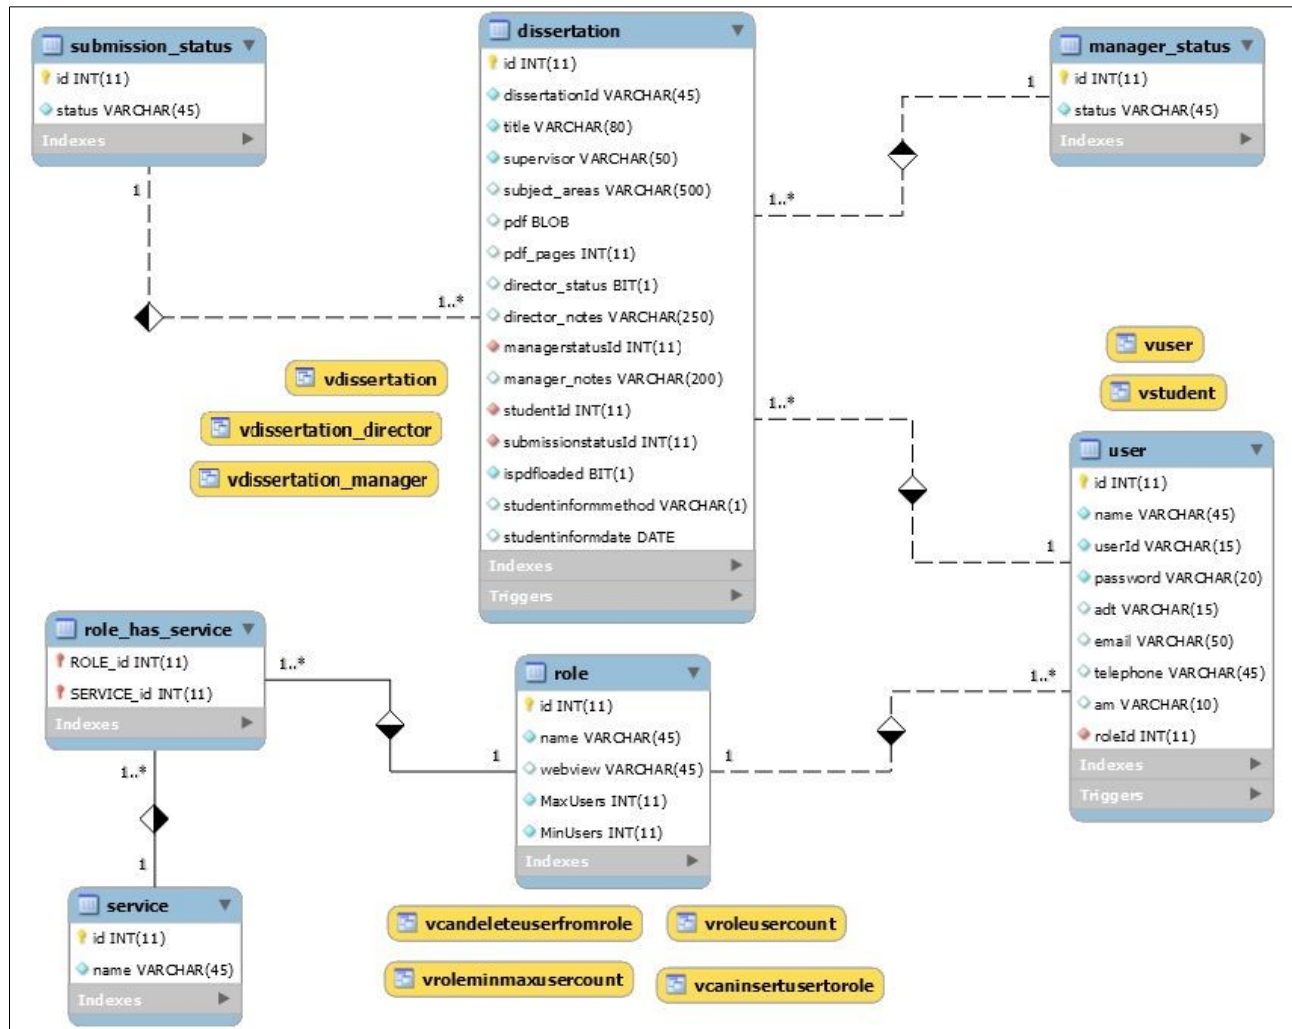 submission_status
id INT(11)
status VARCHAR(45)
Indexes
dissertation
id INT(11)
dissertationId VARCHAR(45)
title VARCHAR(80)
supervisor VARCHAR(50)
subject_areas VARCHAR(500)
pdf BLOB
pdf_pages INT(11)
director_status BIT(1)
director_notes VARCHAR(250)
managerstatusId INT(11)
manager_notes VARCHAR(200)
studentId INT(11)
submissionstatusId INT(11)
ispdfloaded BIT(1)
studentinformmethod VARCHAR(1)
studentinformdate DATE
Indexes
Triggers
manager_status
id INT(11)
status VARCHAR(45)
Indexes
1
1..*
1
1..*
vdissertation
vdissertation_director
vdissertation_manager
vuser
vstudent
1..*
1
user
id INT(11)
name VARCHAR(45)
userId VARCHAR(15)
password VARCHAR(20)
adt VARCHAR(15)
email VARCHAR(50)
telephone VARCHAR(45)
am VARCHAR(10)
roleId INT(11)
Indexes
Triggers
role_has_service
ROLE_id INT(11)
SERVICE_id INT(11)
Indexes
1..*
1
role
id INT(11)
name VARCHAR(45)
webview VARCHAR(45)
MaxUsers INT(11)
MinUsers INT(11)
Indexes
1
1..*
1..*
1
service
id INT(11)
name VARCHAR(45)
Indexes
vcandeleteuserfromrole
vroleusercount
vroleminmaxusercount
vcaninsertusertorole